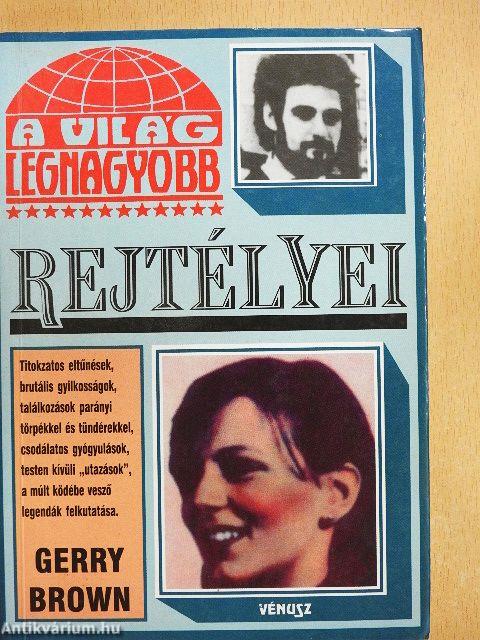 A VILÁG
LEGNAGYOBB
REJTÉLYEI
Titokzatos eltűnések,
brutális gyilkosságok,
találkozások parányi
törpékkel és tündérekkel,
csodálatos gyógyulások,
testen kívüli „utazások”,
a múlt ködébe vesző
legendák felkutatása.
GERRY
BROWN
VÉNUSZ
Antikvárium.hu